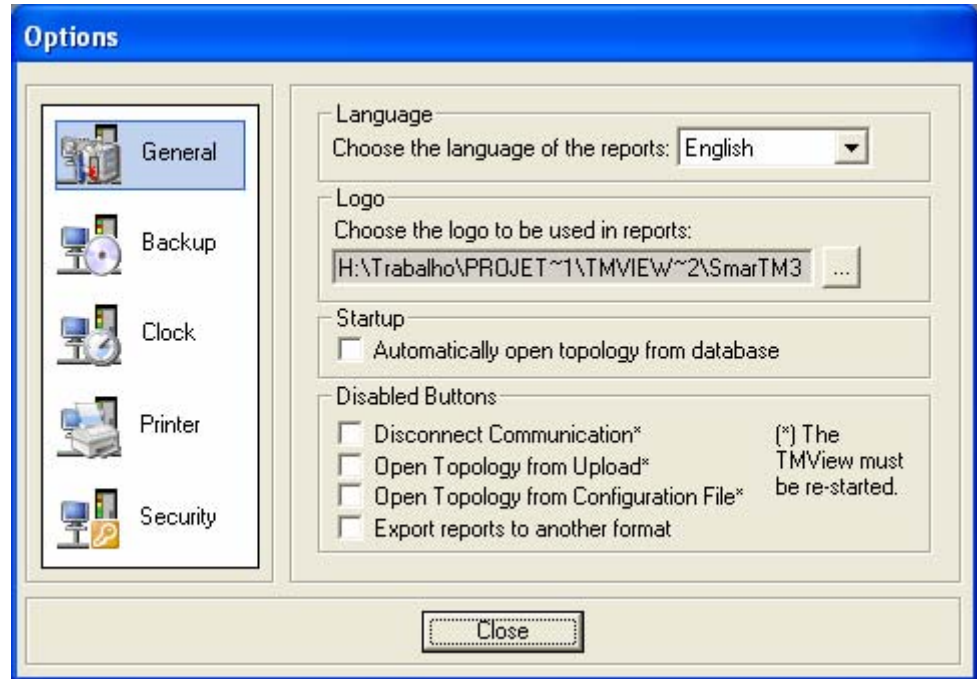 Options
General
Backup
Clock
Printer
Security
Language
Choose the language of the reports: English
Logo
Choose the logo to be used in reports:
H:\Trabalho\PROJET~1\TMVIEW~2\SmarTM3 ...
Startup
Automatically open topology from database
Disabled Buttons
Disconnect Communication*
Open Topology from Upload*
Open Topology from Configuration File*
Export reports to another format
(*) The
TMView must
be re-started.
Close